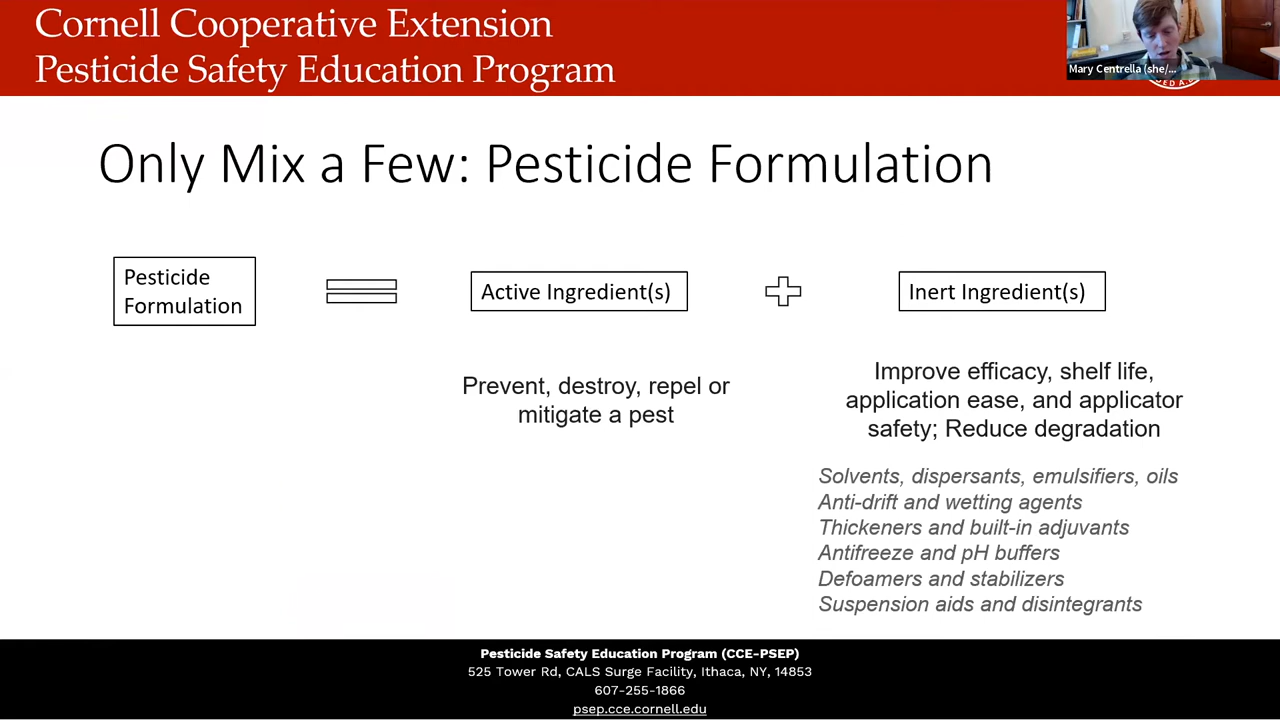 Cornell Cooperative Extension
Pesticide Safety Education Program
Mary Centrella (she/...
Only Mix a Few: Pesticide Formulation
Pesticide
Formulation
Active Ingredient(s)
Inert Ingredient(s)
Prevent, destroy, repel or
mitigate a pest
Improve efficacy, shelf life,
application ease, and applicator
safety; Reduce degradation
Solvents, dispersants, emulsifiers, oils
Anti-drift and wetting agents
Thickeners and built-in adjuvants
Antifreeze and pH buffers
Defoamers and stabilizers
Suspension aids and disintegrants
Pesticide Safety Education Program (CCE-PSEP)
525 Tower Rd, CALS Surge Facility, Ithaca, NY, 14853
607-255-1866
psep.cce.cornell.edu